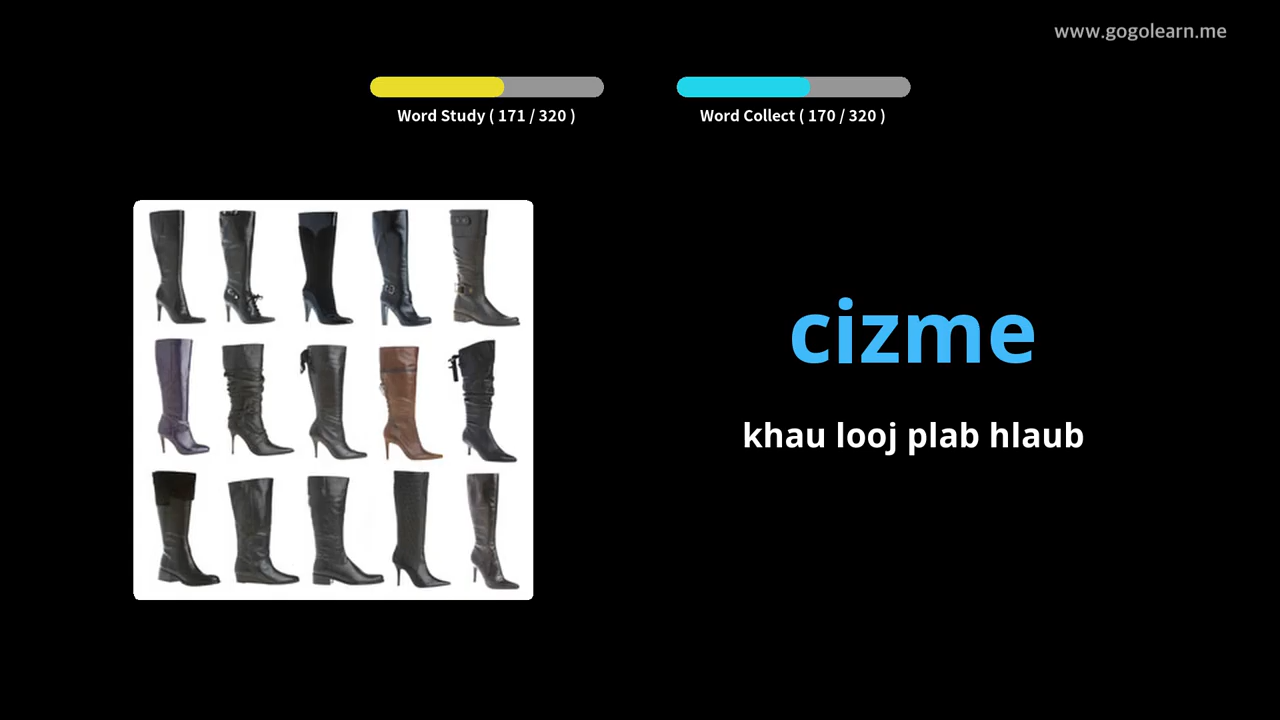 www.gogolearn.me
Word Study ( 171 / 320 )
Word Collect ( 170 / 320 )
cizme
khau looj plab hlaub